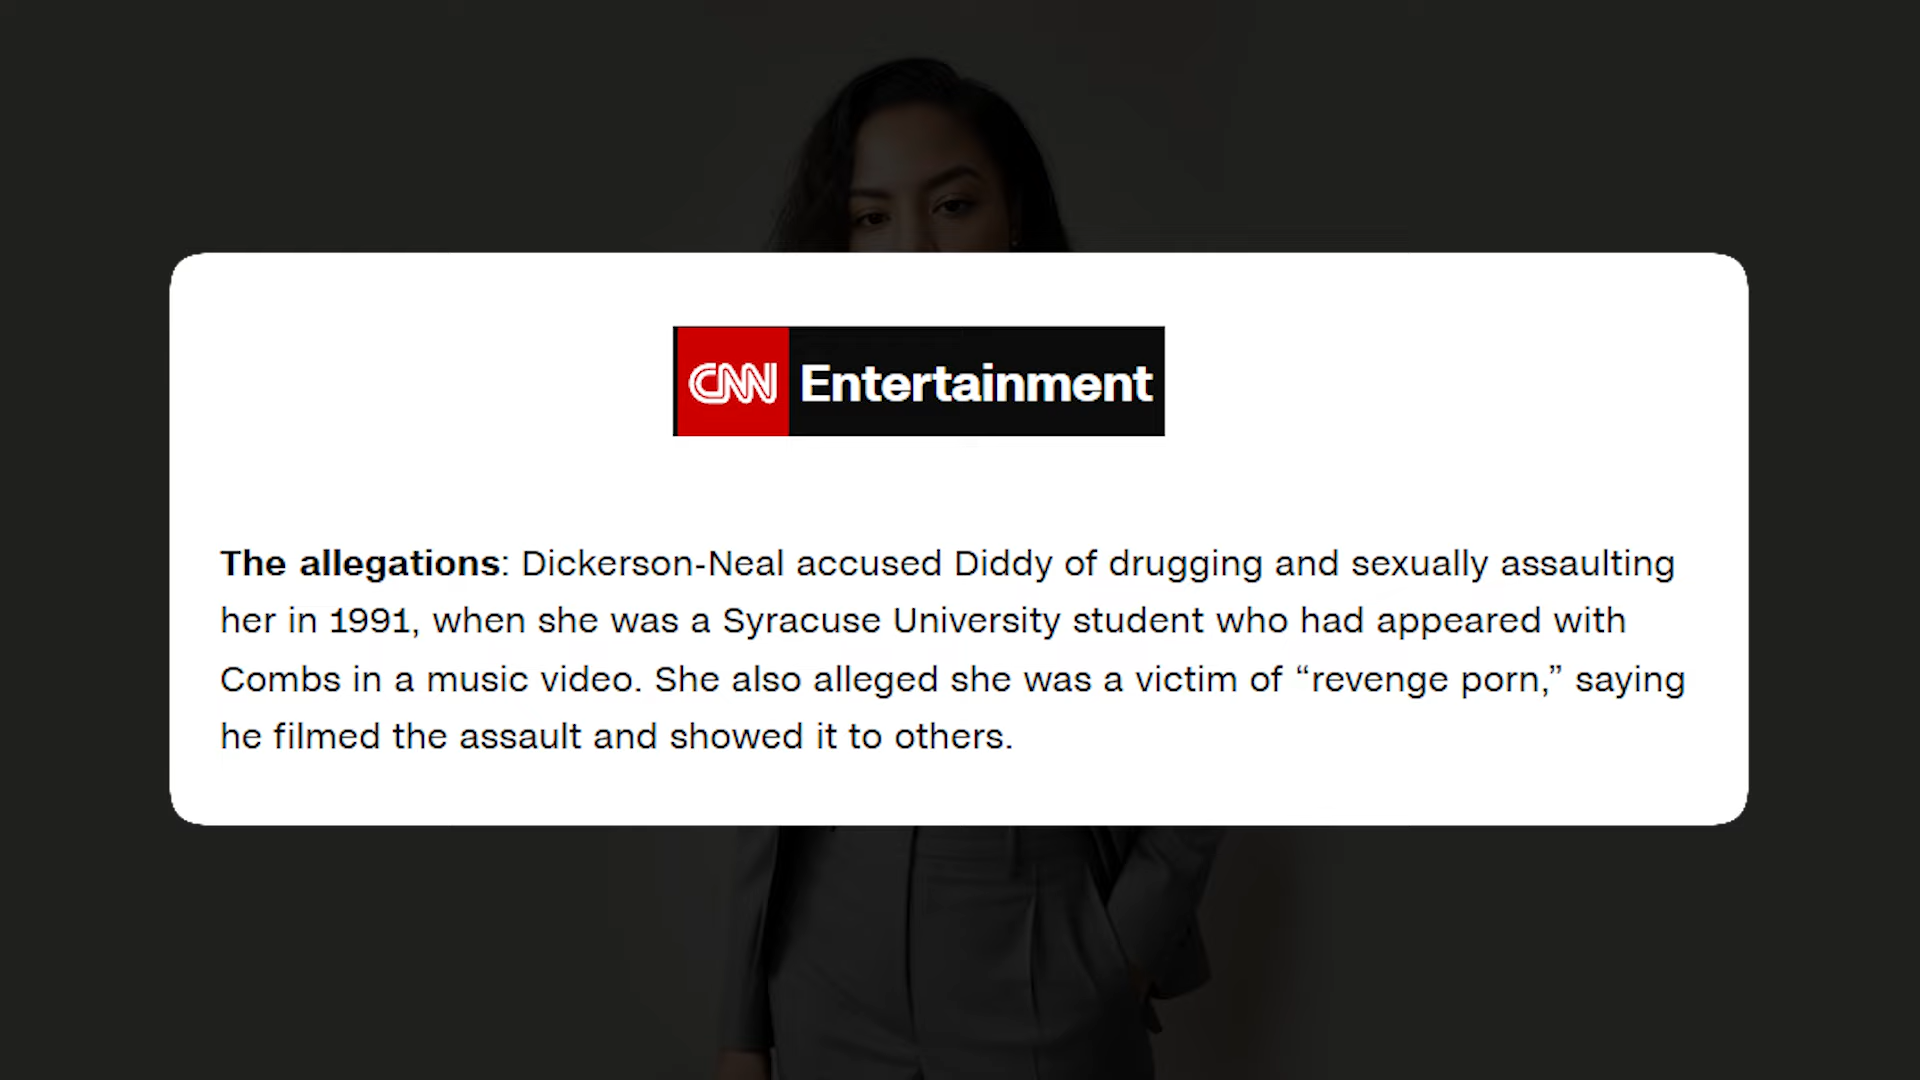 CNN Entertainment
The allegations: Dickerson-Neal accused Diddy of drugging and sexually assaulting
her in 1991, when she was a Syracuse University student who had appeared with
Combs in a music video. She also alleged she was a victim of “revenge porn,” saying
he filmed the assault and showed it to others.